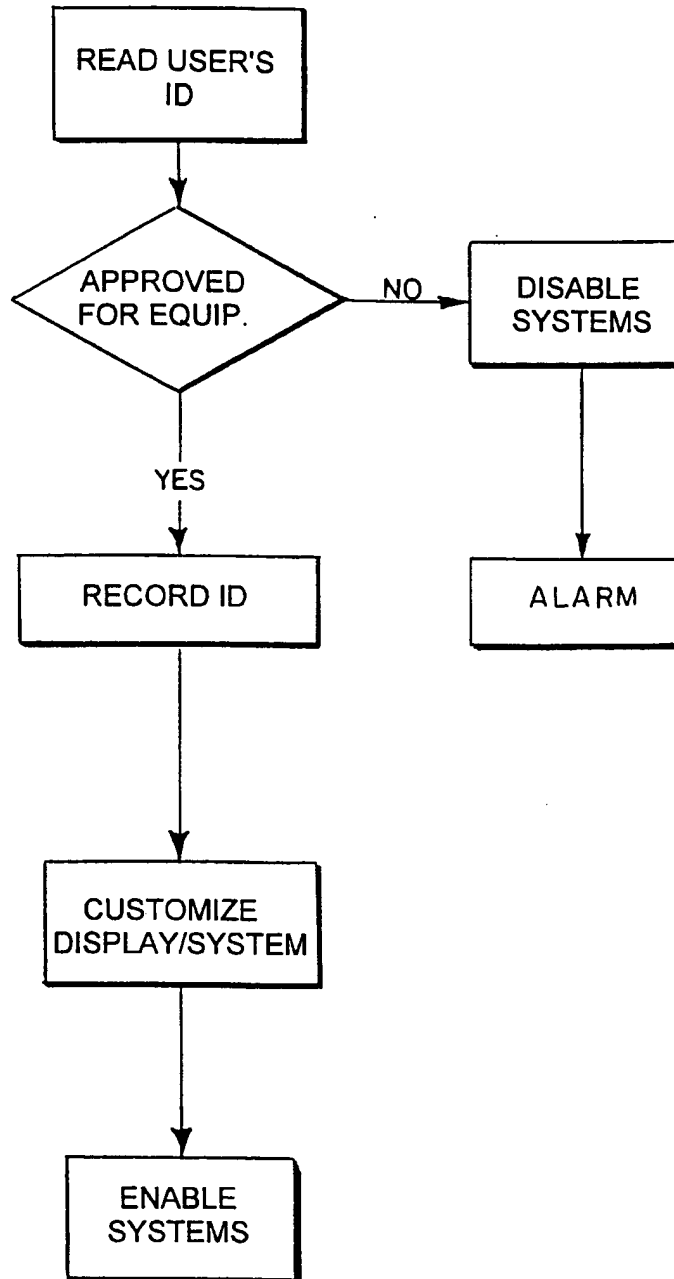 READ USER'S
ID
APPROVED
FOR EQUIP.
NO
DISABLE
SYSTEMS
YES
RECORD ID
ALARM
CUSTOMIZE
DISPLAY/SYSTEM
ENABLE
SYSTEMS